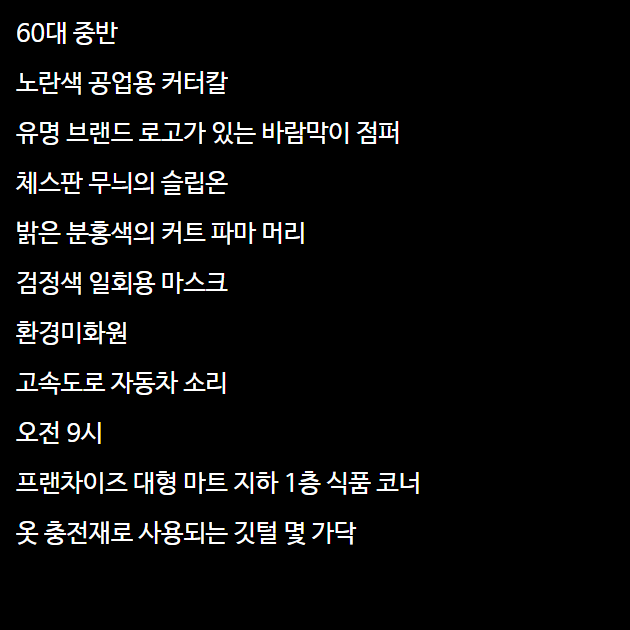 60대 중반
노란색 공업용 커터칼
유명 브랜드 로고가 있는 바람막이 점퍼
체스판 무늬의 슬립온
밝은 분홍색의 커트 파마 머리
검정색 일회용 마스크
환경미화원
고속도로 자동차 소리
오전 9시
프랜차이즈 대형 마트 지하 1층 식품 코너
옷 충전재로 사용되는 깃털 몇 가닥